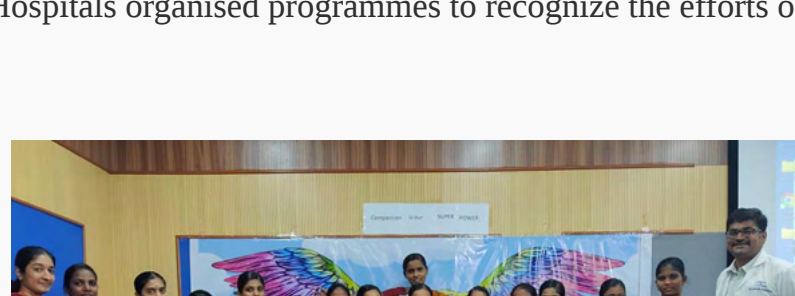 Hospitals organised programmes to recognize the efforts o
Compassion is our SUPER POWER